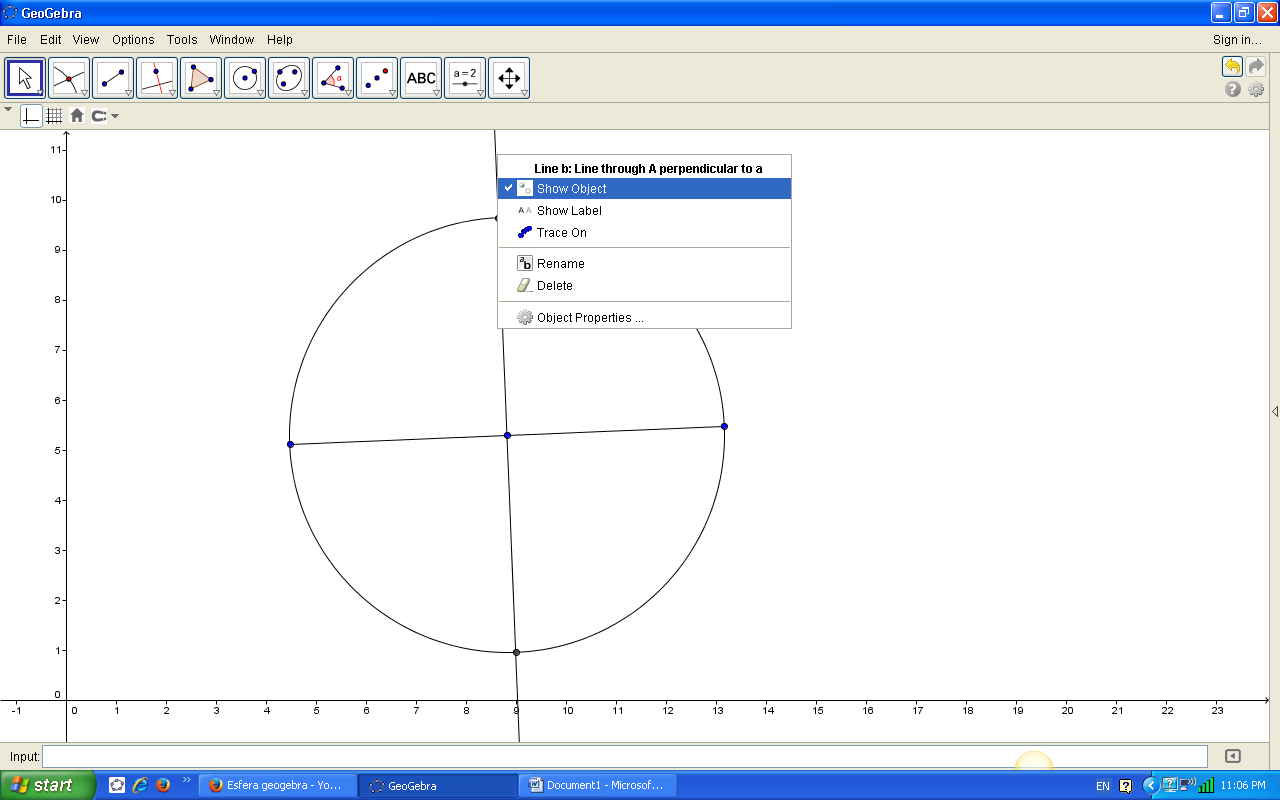 GeoGebra
File Edit View Options Tools Window Help Sign in...
ABC a=2
α
Line b: Line through A perpendicular to a
Show Object
AA Show Label
Trace On
ab Rename
Delete
Object Properties ...
11
10
9
8
7
6
5
4
3
2
1
0
-1 0 1 2 3 4 5 6 7 8 9 10 11 12 13 14 15 16 17 18 19 20 21 22 23
Input:
start Esfera geogebra - Yo... GeoGebra Document1 - Microsof... EN 11:06 PM